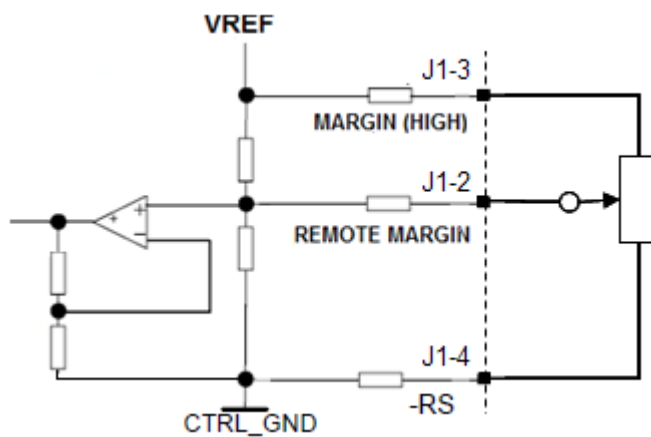 VREF
J1-3
MARGIN (HIGH)
J1-2
REMOTE MARGIN
J1-4
-RS
CTRL_GND
+
−
+